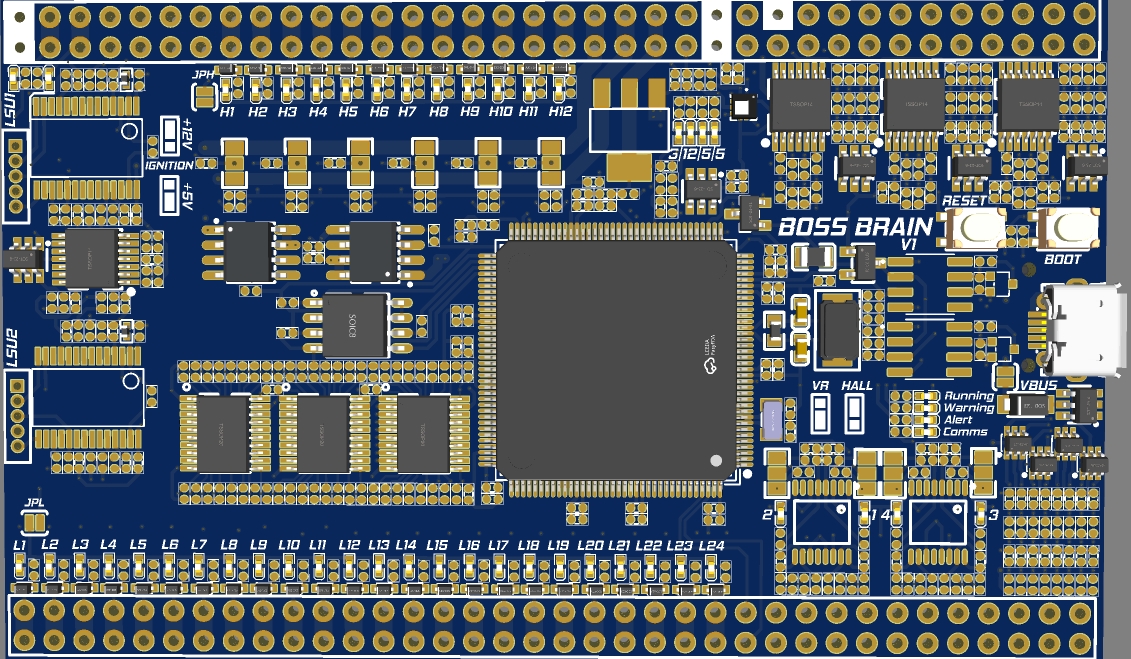 JPH
H1 H2 H3 H4 H5 H6 H7 H8 H9 H10 H11 H12
LSU1
+12V
IGNITION
+5V
3 12 5 5
TSSOP14
TSSOP14
RESET
BOSS BRAIN
V1
BOOT
SOIC8
LSU2
VBUS
VR HALL
Running
Warning
Alert
Comms
2 1 4 3
JPL
L1 L2 L3 L4 L5 L6 L7 L8 L9 L10 L11 L12 L13 L14 L15 L16 L17 L18 L19 L20 L21 L22 L23 L24